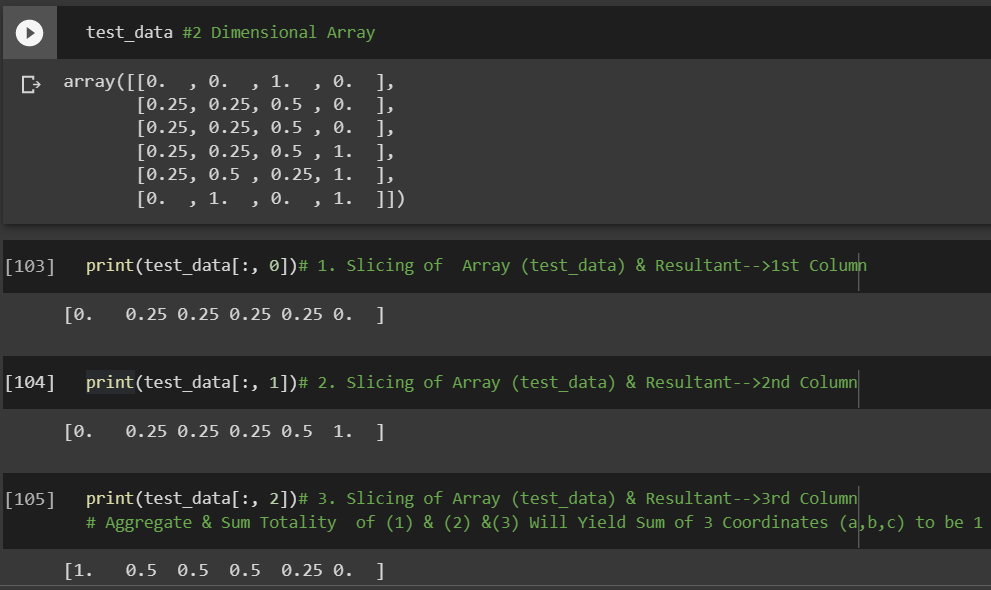 test_data #2 Dimensional Array
array([[0.  , 0.  , 1.  , 0.  ],
       [0.25, 0.25, 0.5 , 0.  ],
       [0.25, 0.25, 0.5 , 0.  ],
       [0.25, 0.25, 0.5 , 1.  ],
       [0.25, 0.5 , 0.25, 1.  ],
       [0.  , 1.  , 0.  , 1.  ]])
[103] print(test_data[:, 0])# 1. Slicing of  Array (test_data) & Resultant-->1st Column
[0.   0.25 0.25 0.25 0.25 0.  ]
[104] print(test_data[:, 1])# 2. Slicing of Array (test_data) & Resultant-->2nd Column
[0.   0.25 0.25 0.25 0.5  1.  ]
[105] print(test_data[:, 2])# 3. Slicing of Array (test_data) & Resultant-->3rd Column
# Aggregate & Sum Totality  of (1) & (2) &(3) Will Yield Sum of 3 Coordinates (a,b,c) to be 1
[1.   0.5  0.5  0.5  0.25 0.  ]